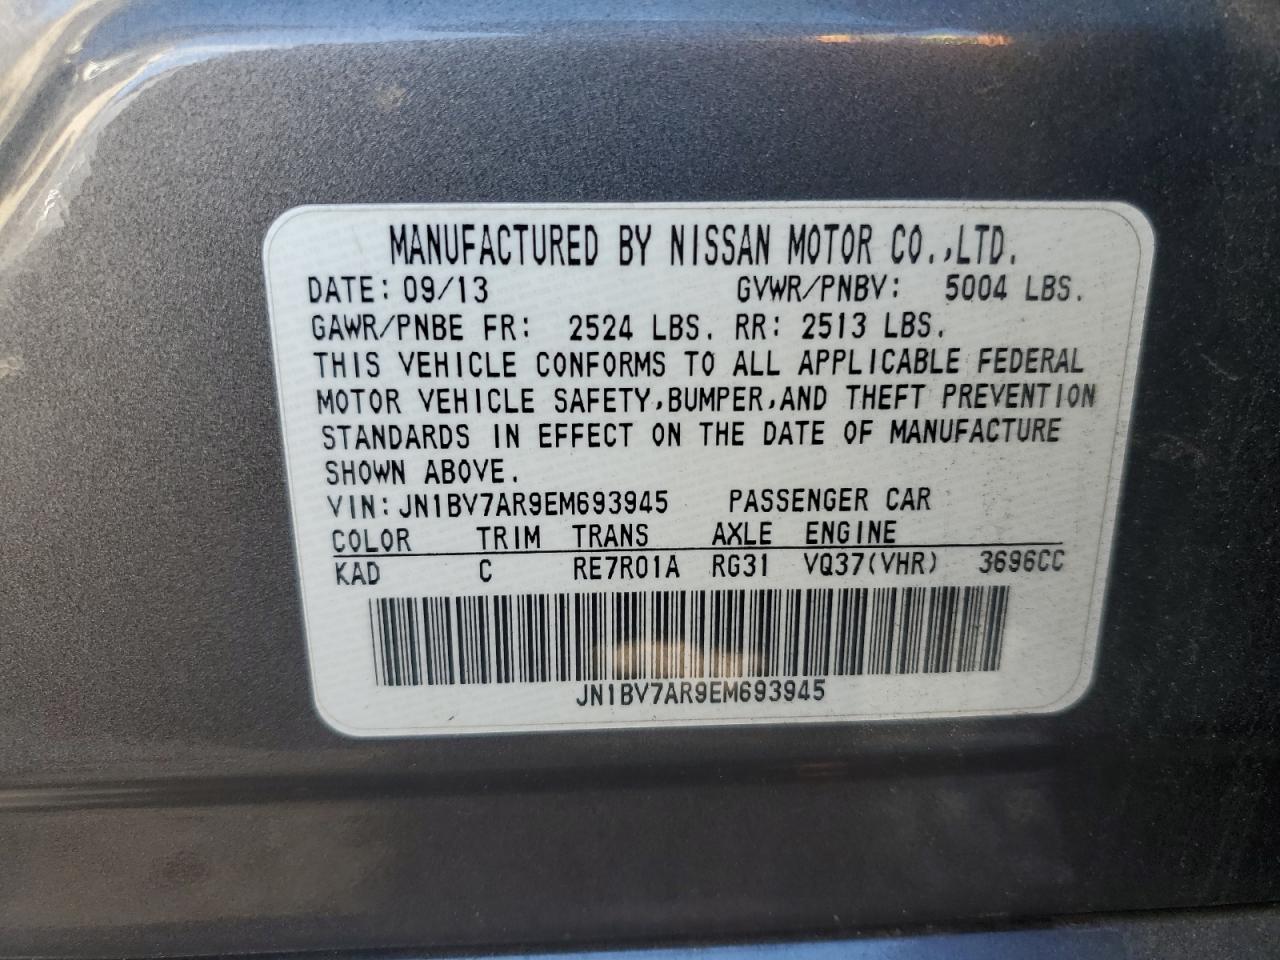 MANUFACTURED BY NISSAN MOTOR CO.,LTD.
DATE: 09/13 GVWR/PNBV: 5004 LBS.
GAWR/PNBE FR: 2524 LBS. RR: 2513 LBS.
THIS VEHICLE CONFORMS TO ALL APPLICABLE FEDERAL
MOTOR VEHICLE SAFETY,BUMPER,AND THEFT PREVENTION
STANDARDS IN EFFECT ON THE DATE OF MANUFACTURE
SHOWN ABOVE.
VIN:JN1BV7AR9EM693945 PASSENGER CAR
COLOR TRIM TRANS AXLE ENGINE
KAD C RE7R01A RG31 VQ37(VHR) 3696CC
JN1BV7AR9EM693945